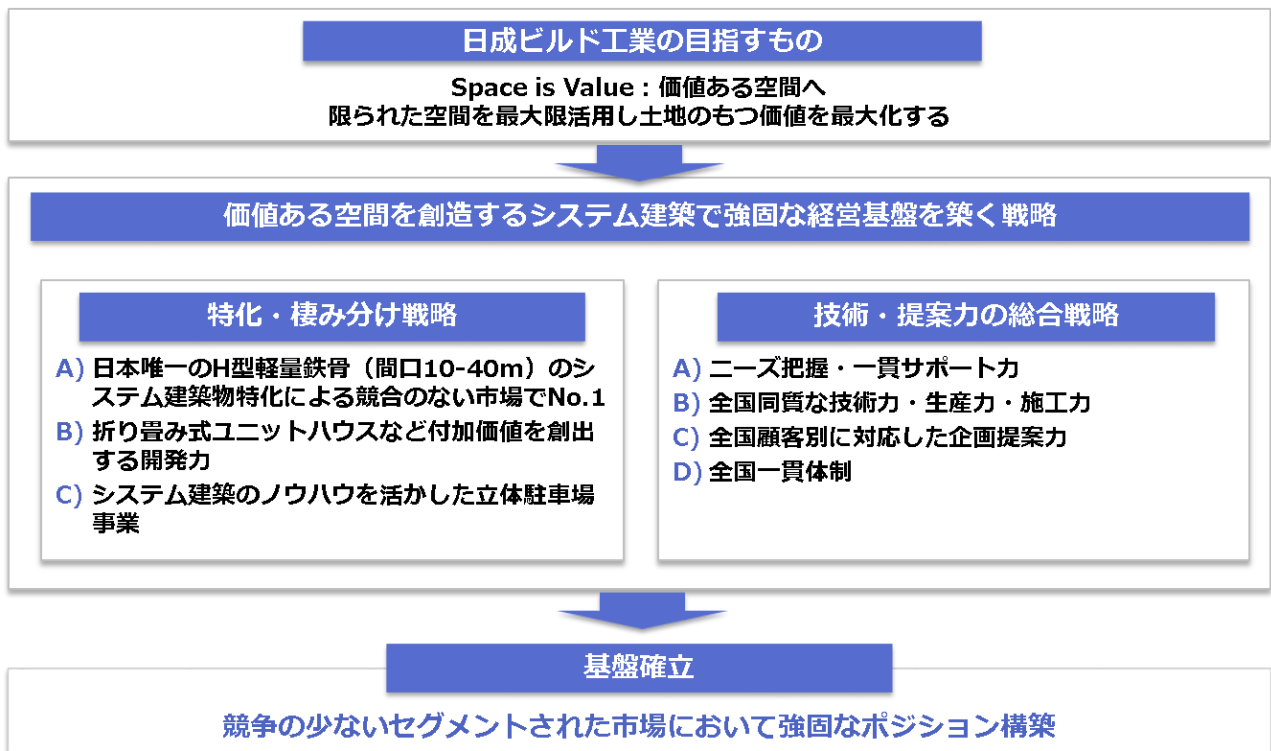 日成ビルド工業の目指すもの
Space is Value：価値ある空間へ
限られた空間を最大限活用し土地のもつ価値を最大化する
価値ある空間を創造するシステム建築で強固な経営基盤を築く戦略
特化・棲み分け戦略
A) 日本唯一のH型軽量鉄骨（間口10-40m）のシ
ステム建築物特化による競合のない市場でNo.1
B) 折り畳み式ユニットハウスなど付加価値を創出
する開発力
C) システム建築のノウハウを活かした立体駐車場
事業
技術・提案力の総合戦略
A) ニーズ把握・一貫サポート力
B) 全国同質な技術力・生産力・施工力
C) 全国顧客別に対応した企画提案力
D) 全国一貫体制
基盤確立
競争の少ないセグメントされた市場において強固なポジション構築